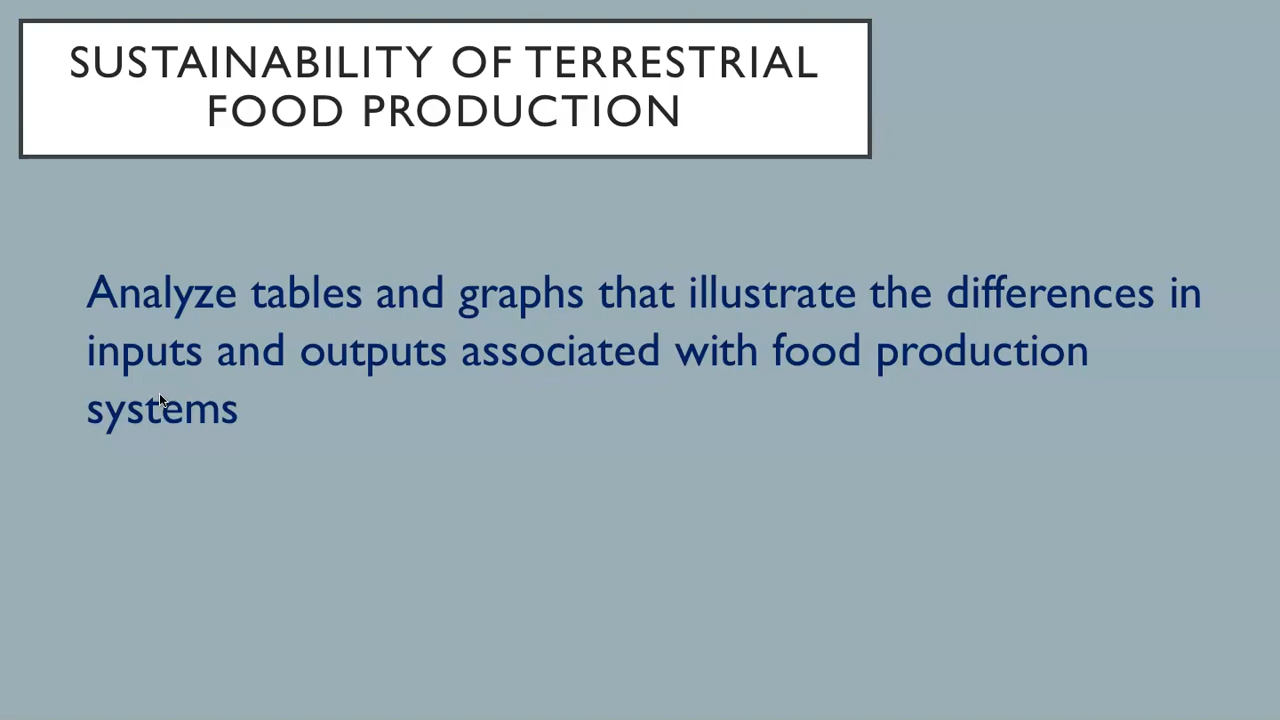 SUSTAINABILITY OF TERRESTRIAL
FOOD PRODUCTION
Analyze tables and graphs that illustrate the differences in
inputs and outputs associated with food production
systems